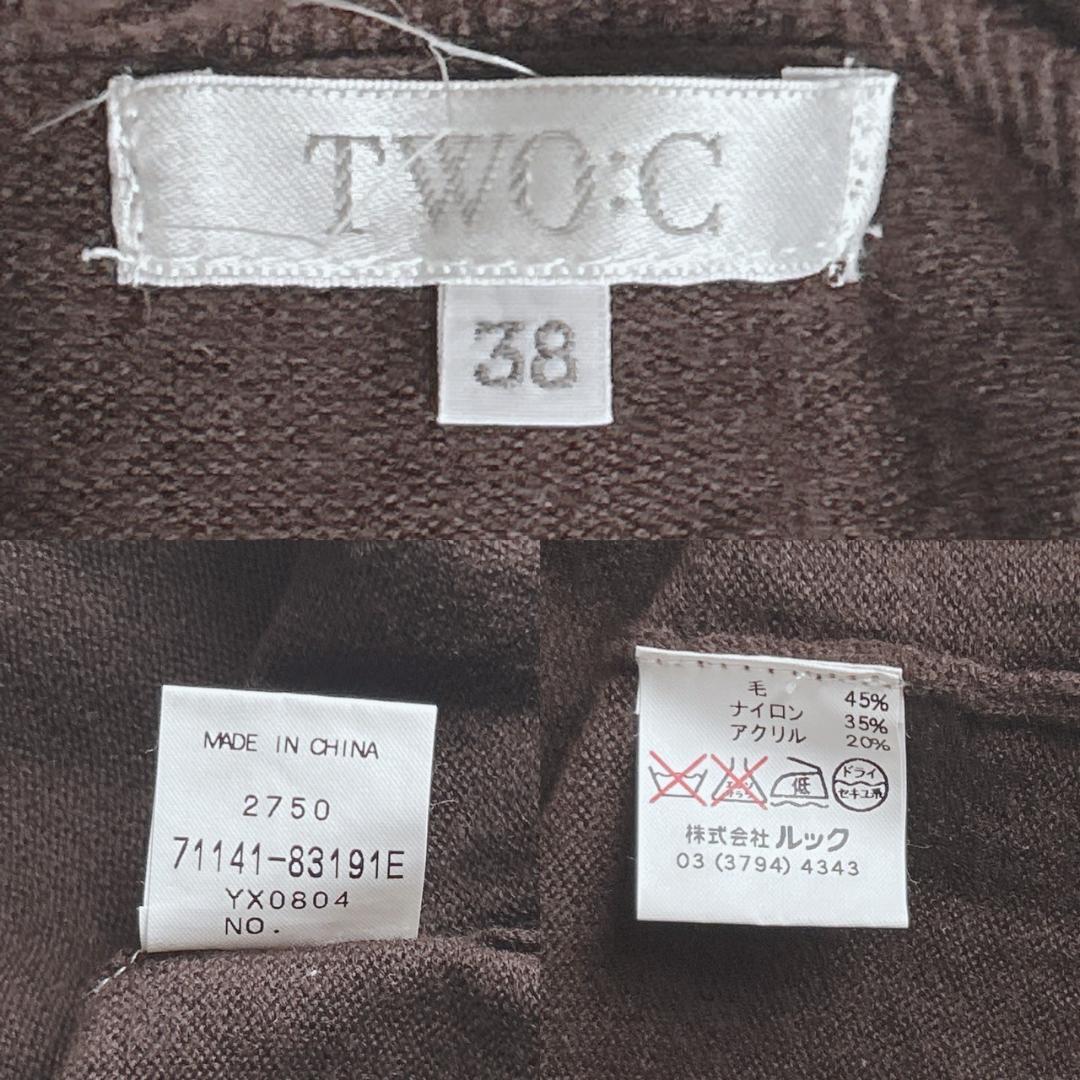 TWO:C
38
MADE IN CHINA
2750
71141-83191E
YX0804
NO.
毛 45%
ナイロン 35%
アクリル 20%
低
ドライ
セキユ系
株式会社 ルック
03 (3794) 4343